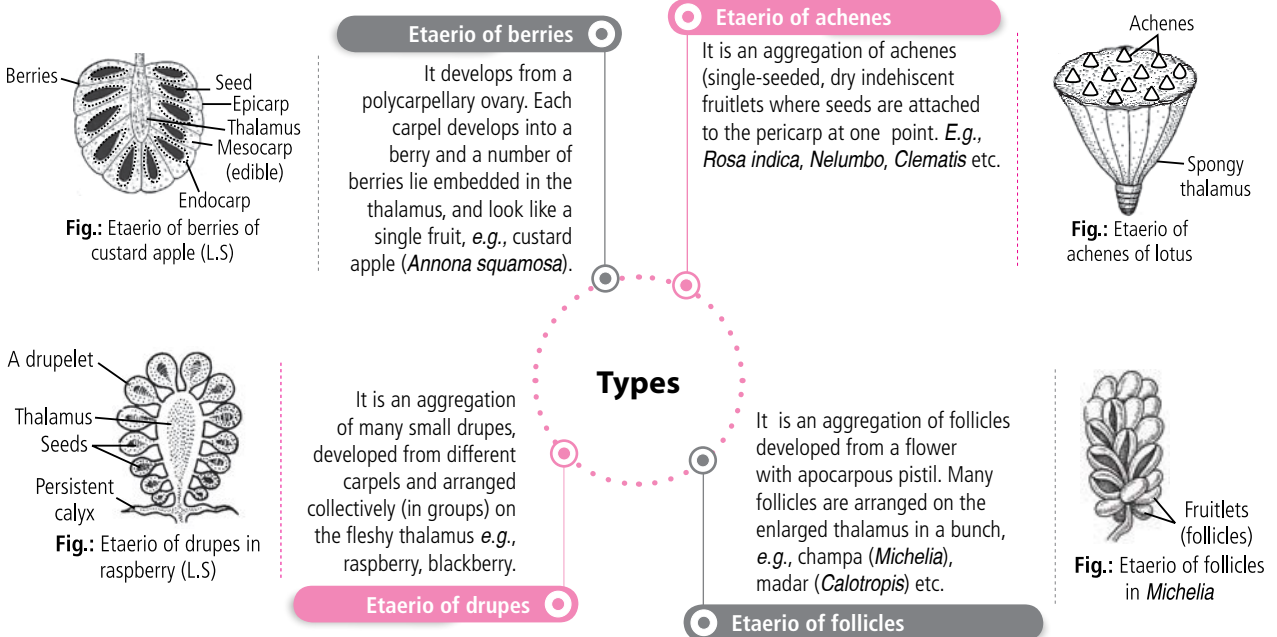 Etaerio of berries
It develops from a
polycarpellary ovary. Each
carpel develops into a
berry and a number of
berries lie embedded in the
thalamus, and look like a
single fruit, e.g., custard
apple (Annona squamosa).
Berries
Seed
Epicarp
Thalamus
Mesocarp
(edible)
Endocarp
Fig.: Etaerio of berries of
custard apple (L.S)
Etaerio of achenes
It is an aggregation of achenes
(single-seeded, dry indehiscent
fruitlets where seeds are attached
to the pericarp at one point. E.g.,
Rosa indica, Nelumbo, Clematis etc.
Achenes
Spongy
thalamus
Fig.: Etaerio of
achenes of lotus
Types
A drupelet
Thalamus
Seeds
Persistent
calyx
Fig.: Etaerio of drupes in
raspberry (L.S)
It is an aggregation
of many small drupes,
developed from different
carpels and arranged
collectively (in groups) on
the fleshy thalamus e.g.,
raspberry, blackberry.
Etaerio of drupes
It is an aggregation of follicles
developed from a flower
with apocarpous pistil. Many
follicles are arranged on the
enlarged thalamus in a bunch,
e.g., champa (Michelia),
madar (Calotropis) etc.
Etaerio of follicles
Fruitlets
(follicles)
Fig.: Etaerio of follicles
in Michelia